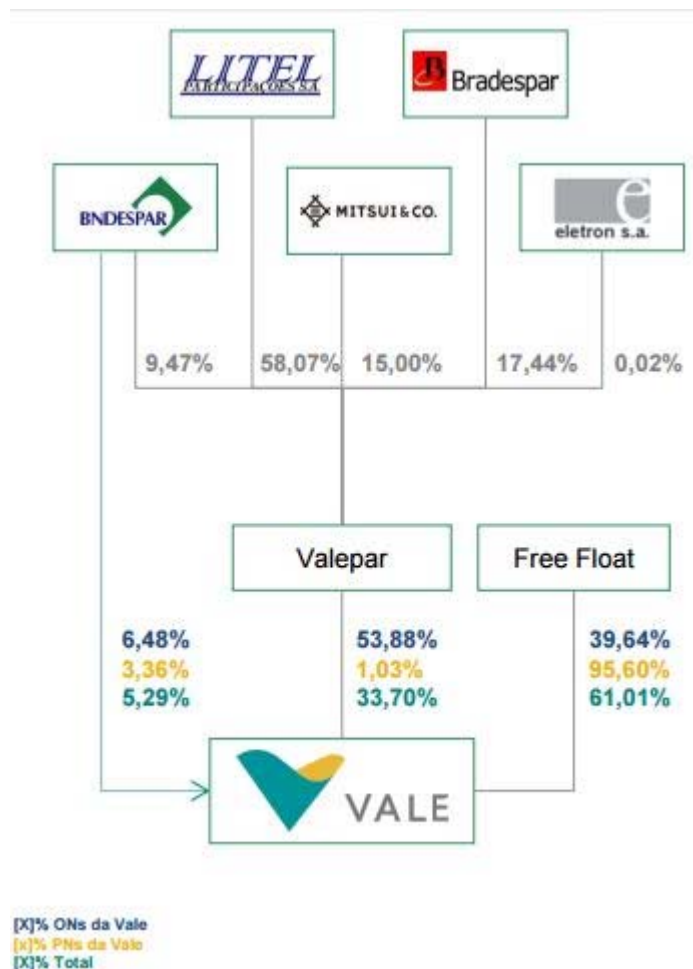 LITEL
PARTICIPAÇÕES S.A.
B Bradespar
BNDESPAR
MITSUI & CO.
e
eletron s.a.
9,47% 58,07% 15,00% 17,44% 0,02%
Valepar Free Float
6,48% 53,88% 39,64%
3,36% 1,03% 95,60%
5,29% 33,70% 61,01%
VALE
[X]% ONs da Vale
[x]% PNs da Vale
[X]% Total